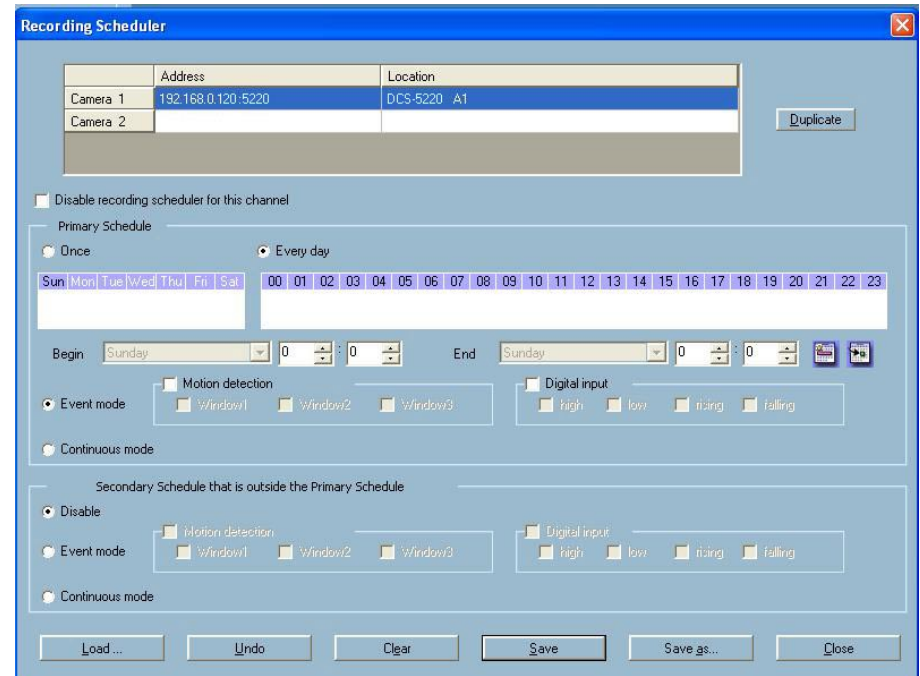 Recording Scheduler
Address Location
Camera 1 192.168.0.120:5220 DCS-5220 A1
Camera 2
Duplicate
Disable recording scheduler for this channel
Primary Schedule
Once Every day
Sun Mon Tue Wed Thu Fri Sat 00 01 02 03 04 05 06 07 08 09 10 11 12 13 14 15 16 17 18 19 20 21 22 23
Begin Sunday 0 : 0 End Sunday 0 : 0
Motion detection Digital input
Event mode Window1 Window2 Window3 high low rising falling
Continuous mode
Secondary Schedule that is outside the Primary Schedule
Disable
Motion detection Digital input
Event mode Window1 Window2 Window3 high low rising falling
Continuous mode
Load ... Undo Clear Save Save as... Close